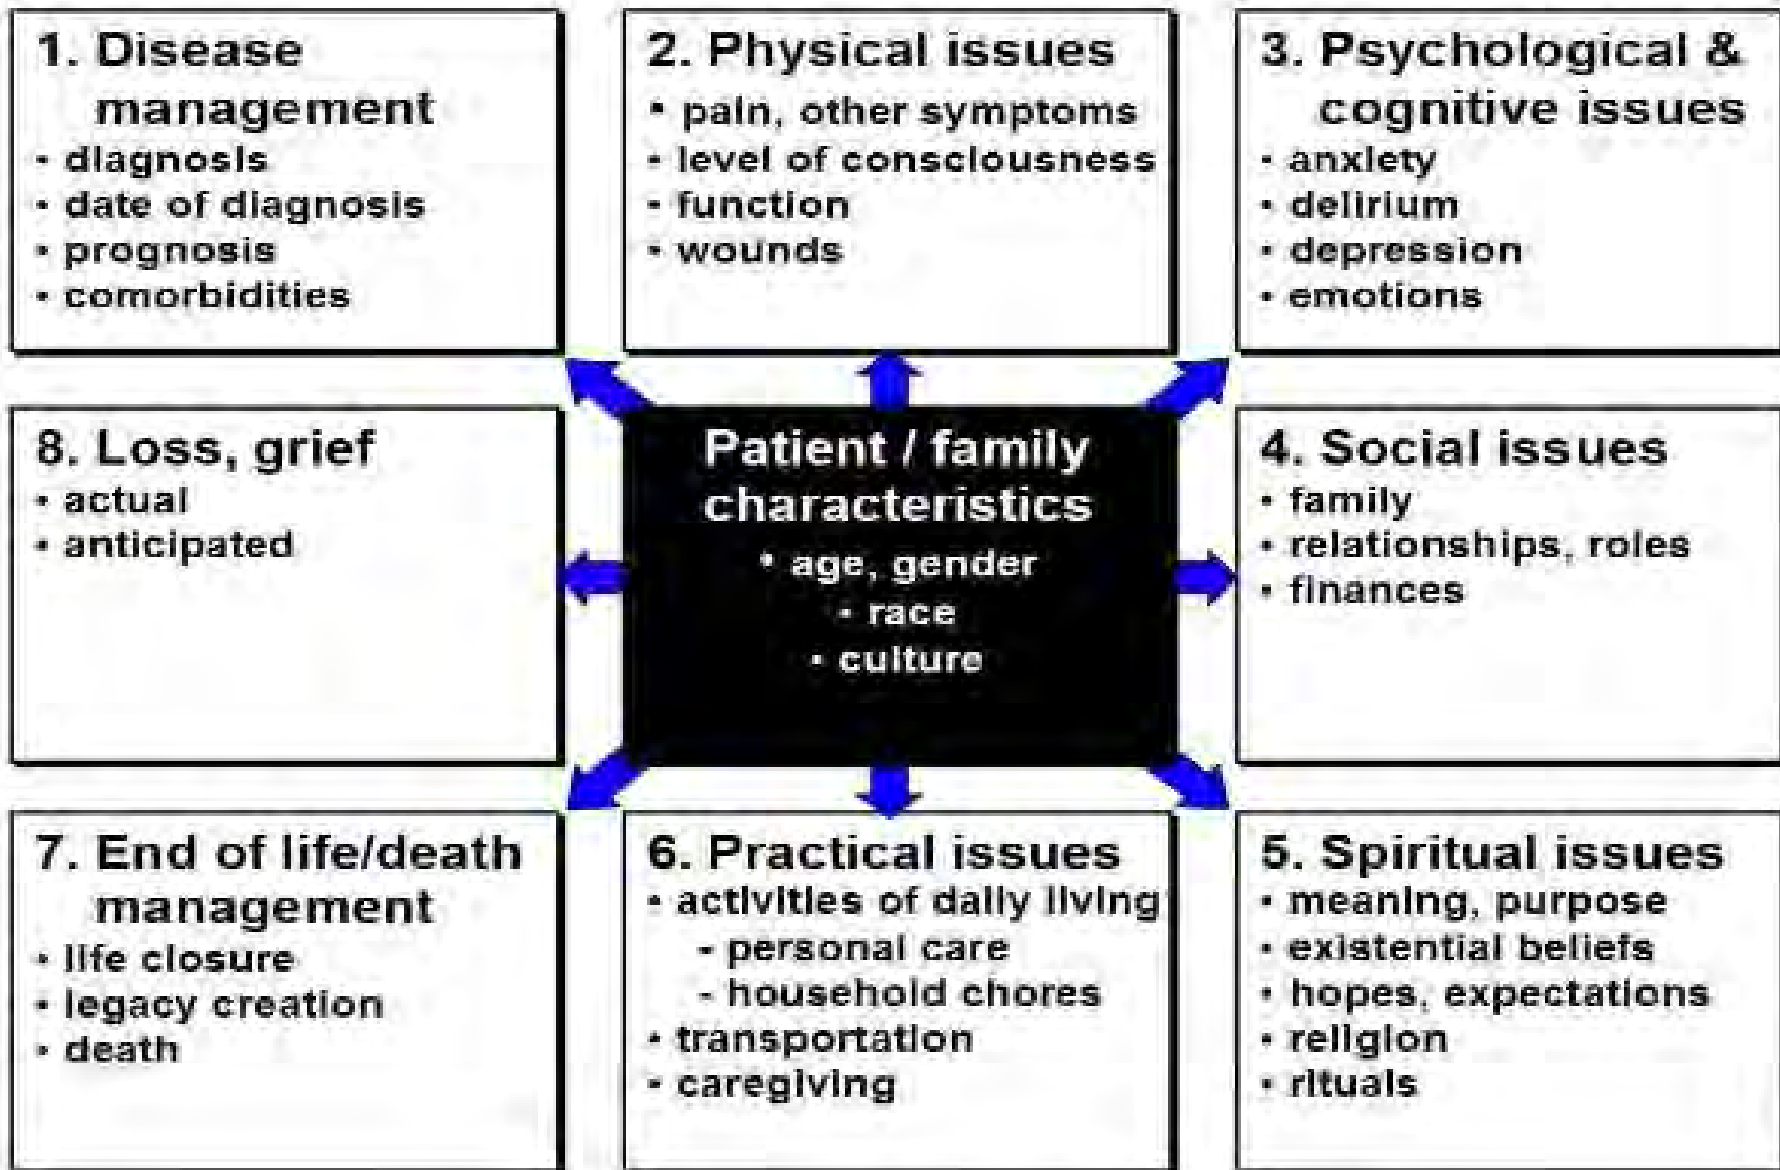 1. Disease
management
• diagnosis
• date of diagnosis
• prognosis
• comorbidities
2. Physical issues
• pain, other symptoms
• level of consciousness
• function
• wounds
3. Psychological &
cognitive issues
• anxiety
• delirium
• depression
• emotions
8. Loss, grief
• actual
• anticipated
Patient / family
characteristics
• age, gender
• race
• culture
4. Social issues
• family
• relationships, roles
• finances
7. End of life/death
management
• life closure
• legacy creation
• death
6. Practical issues
• activities of daily living
- personal care
- household chores
• transportation
• caregiving
5. Spiritual issues
• meaning, purpose
• existential beliefs
• hopes, expectations
• religion
• rituals